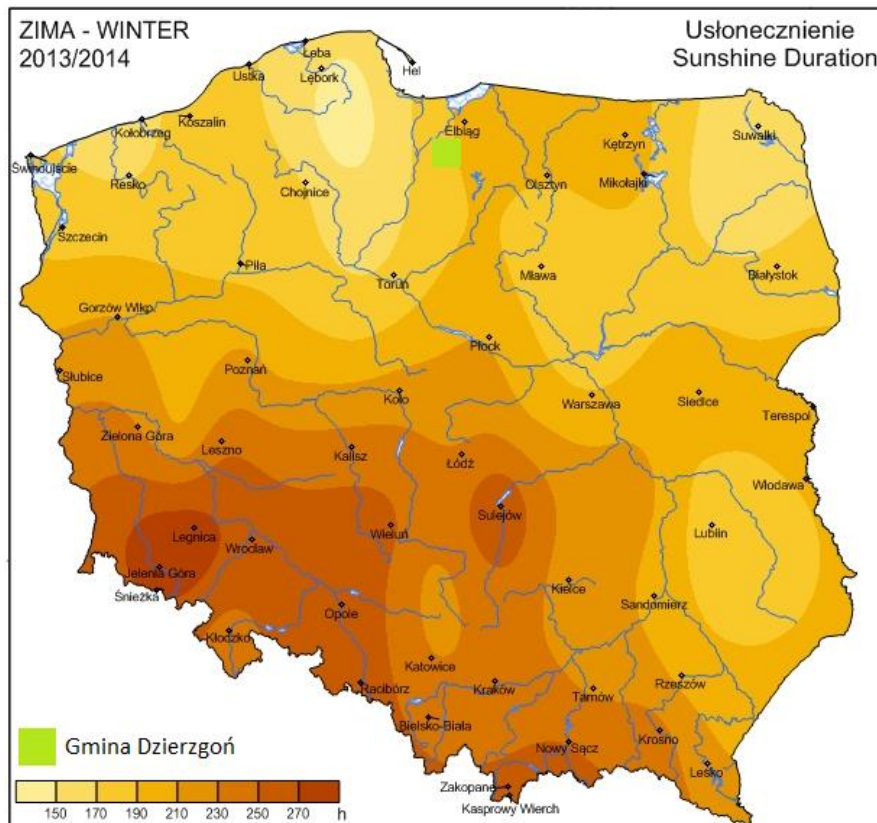 ZIMA - WINTER
2013/2014
Usłonecznienie
Sunshine Duration
Łeba
Ustka
Lębork
Hel
Kołobrzeg
Koszalin
Elbląg
Kętrzyn
Suwałki
Świnoujście
Resko
Chojnice
Olsztyn
Mikołajki
Szczecin
Piła
Toruń
Mława
Białystok
Gorzów Wlkp.
Płock
Słubice
Poznań
Koło
Warszawa
Siedlce
Terespol
Zielona Góra
Leszno
Kalisz
Łódź
Włodawa
Legnica
Wrocław
Wieluń
Sulejów
Lublin
Jelenia Góra
Śnieżka
Opole
Kielce
Sandomierz
Kłodzko
Katowice
Racibórz
Kraków
Tarnów
Rzeszów
Bielsko-Biała
Nowy Sącz
Krosno
Lesko
Zakopane
Kasprowy Wierch
Gmina Dzierzgoń
150 170 190 210 230 250 270 h